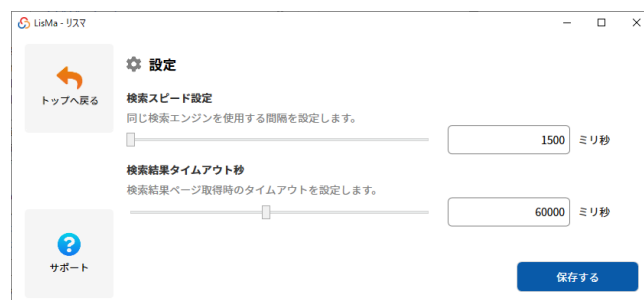 LisMa - リスマ
トップへ戻る
設定
検索スピード設定
同じ検索エンジンを使用する間隔を設定します。
1500 ミリ秒
検索結果タイムアウト秒
検索結果ページ取得時のタイムアウトを設定します。
60000 ミリ秒
サポート
保存する